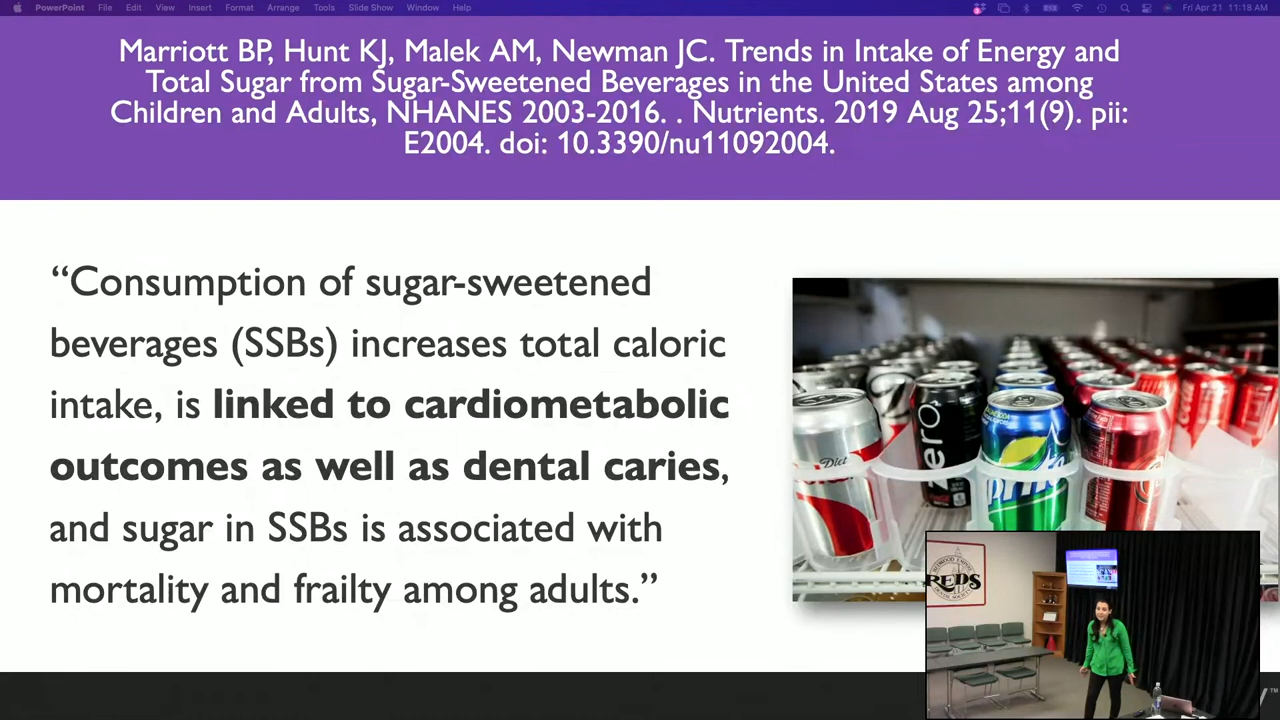 PowerPoint File Edit View Insert Format Arrange Tools Slide Show Window Help Fri Apr 21 11:18 AM
Marriott BP, Hunt KJ, Malek AM, Newman JC. Trends in Intake of Energy and
Total Sugar from Sugar-Sweetened Beverages in the United States among
Children and Adults, NHANES 2003-2016. . Nutrients. 2019 Aug 25;11(9). pii:
E2004. doi: 10.3390/nu11092004.
“Consumption of sugar-sweetened
beverages (SSBs) increases total caloric
intake, is linked to cardiometabolic
outcomes as well as dental caries,
and sugar in SSBs is associated with
mortality and frailty among adults.”
Diet
zero
Sprite
REDS